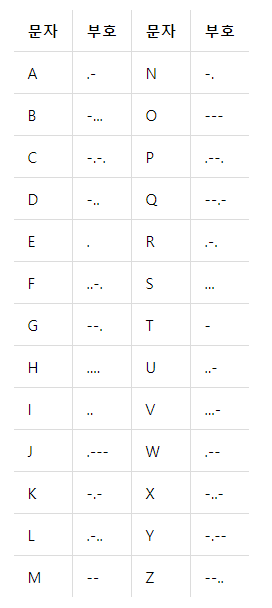 문자 부호 문자 부호
A .- N -.
B -... O ---
C -.-. P .--.
D -.. Q --.-
E . R .-.
F ..-. S ...
G --. T -
H .... U ..-
I .. V ...-
J .--- W .--
K -.- X -..-
L .-.. Y -.--
M -- Z --..